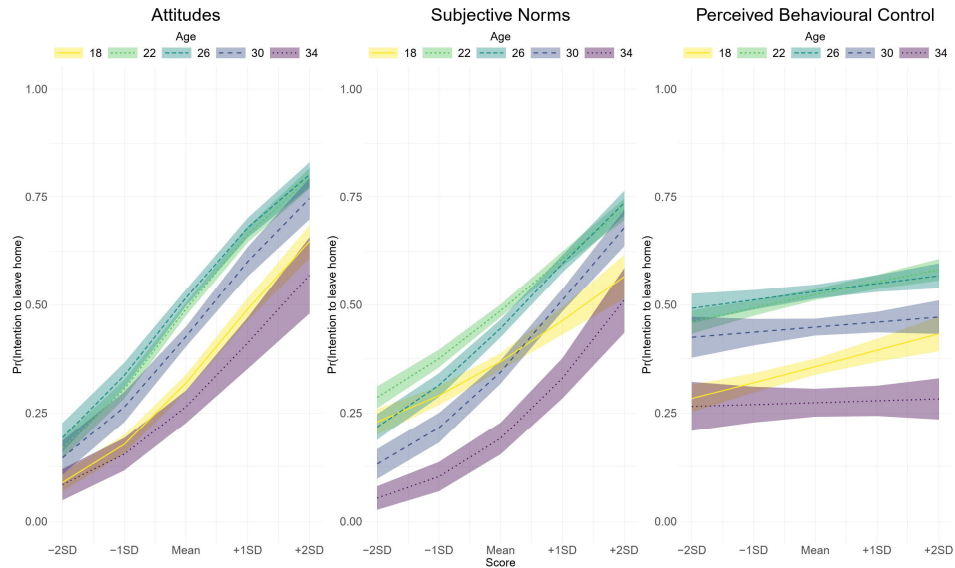 Attitudes
Age
18 22 26 30 34
Pr(Intention to leave home)
1.00
0.75
0.50
0.25
0.00
−2SD −1SD Mean +1SD +2SD
Subjective Norms
Age
18 22 26 30 34
Pr(Intention to leave home)
1.00
0.75
0.50
0.25
0.00
−2SD −1SD Mean +1SD +2SD
Score
Perceived Behavioural Control
Age
18 22 26 30 34
Pr(Intention to leave home)
1.00
0.75
0.50
0.25
0.00
−2SD −1SD Mean +1SD +2SD